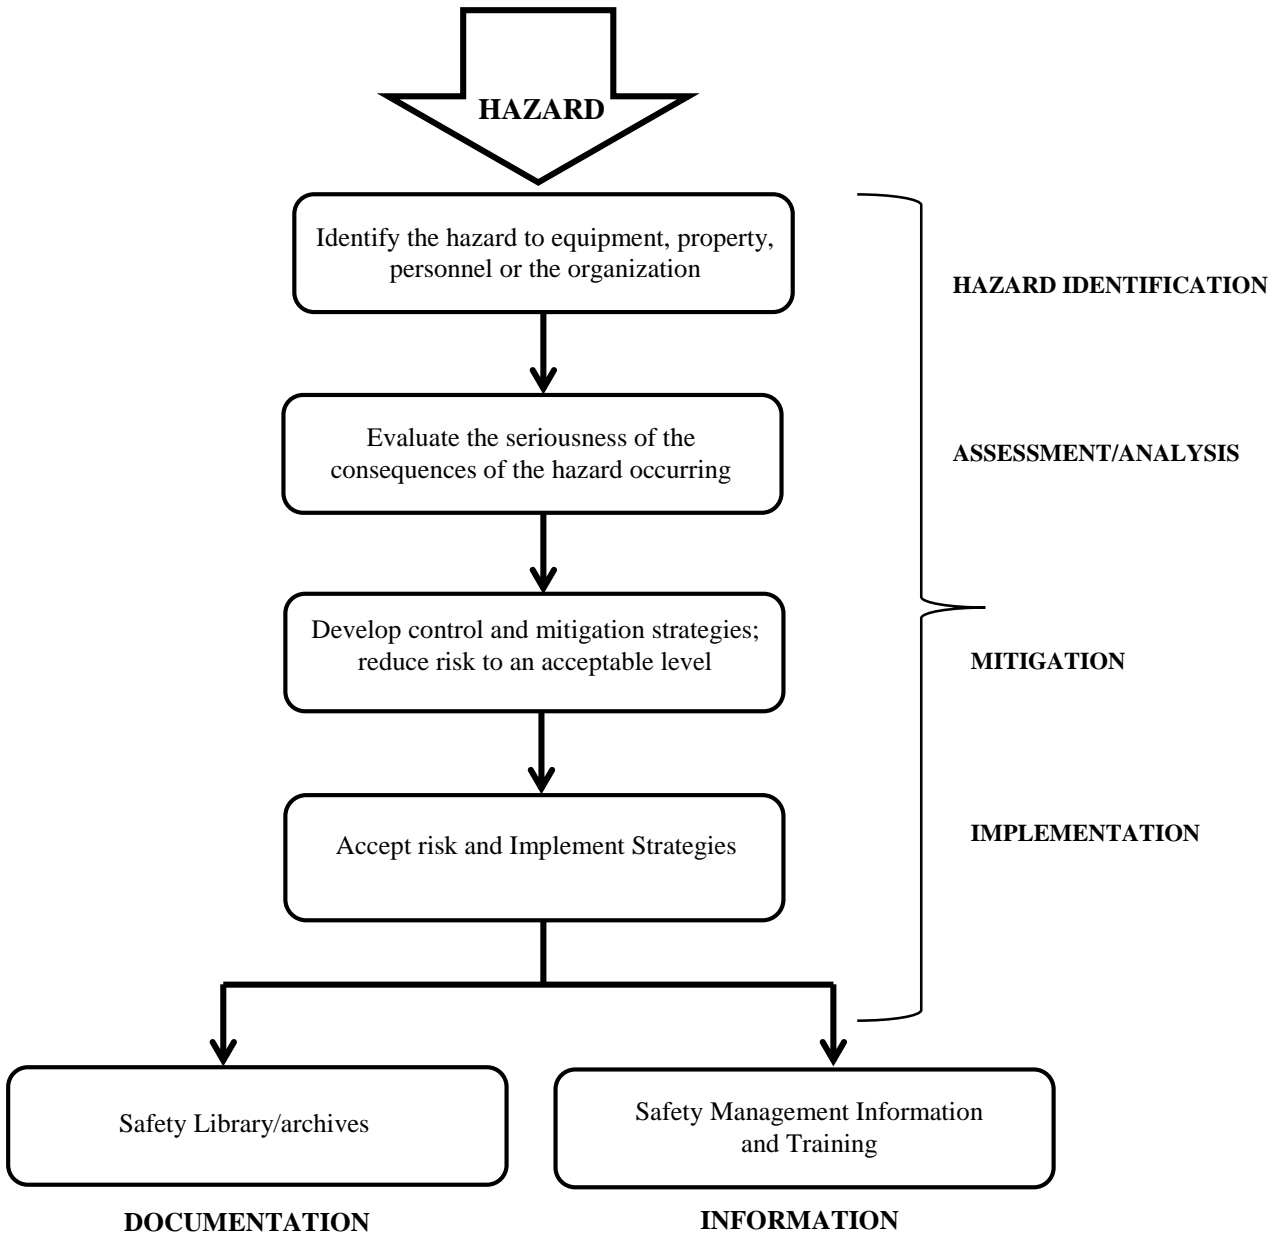 HAZARD
Identify the hazard to equipment, property,
personnel or the organization
HAZARD IDENTIFICATION
Evaluate the seriousness of the
consequences of the hazard occurring
ASSESSMENT/ANALYSIS
Develop control and mitigation strategies;
reduce risk to an acceptable level
MITIGATION
Accept risk and Implement Strategies
IMPLEMENTATION
Safety Library/archives
Safety Management Information
and Training
DOCUMENTATION
INFORMATION